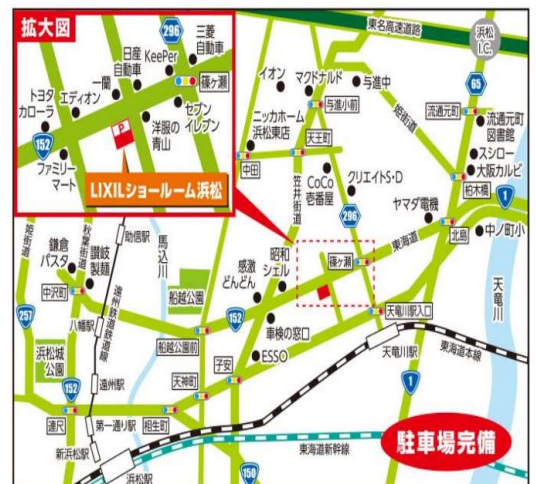 拡大図
296
三菱
自動車
日産
自動車
KeePer
一蘭
篠ヶ瀬
トヨタ
カローラ
エディオン
セブン
イレブン
152
P
洋服の
青山
ファミリー
マート
LIXILショールーム浜松
東名高速道路
浜松
I.C.
イオン
マクドナルド
与進中
65
与進小前
姫街道
流通元町
流通元町
図書館
ニッカホーム
浜松東店
天王町
スシロー
大阪カルビ
中田
笠井街道
CoCo
壱番屋
クリエイトS・D
柏木橋
1
296
ヤマダ電機
北島
中ノ町小
東海道
姫街道
鎌倉
パスタ
秋葉街道
讃岐
製麺
助信駅
馬込川
昭和
シェル
感激
どんどん
篠ヶ瀬
中沢町
船越公園
天竜川
遠州鉄道鉄道線
152
天竜川駅入口
257
八幡駅
船越公園前
車検の窓口
子安
ESSO
天竜川駅
東海道本線
浜松城
公園
152
遠州駅
天神町
1
連尺
第一通り駅
相生町
駐車場完備
新浜松駅
東海道新幹線
浜松駅
150